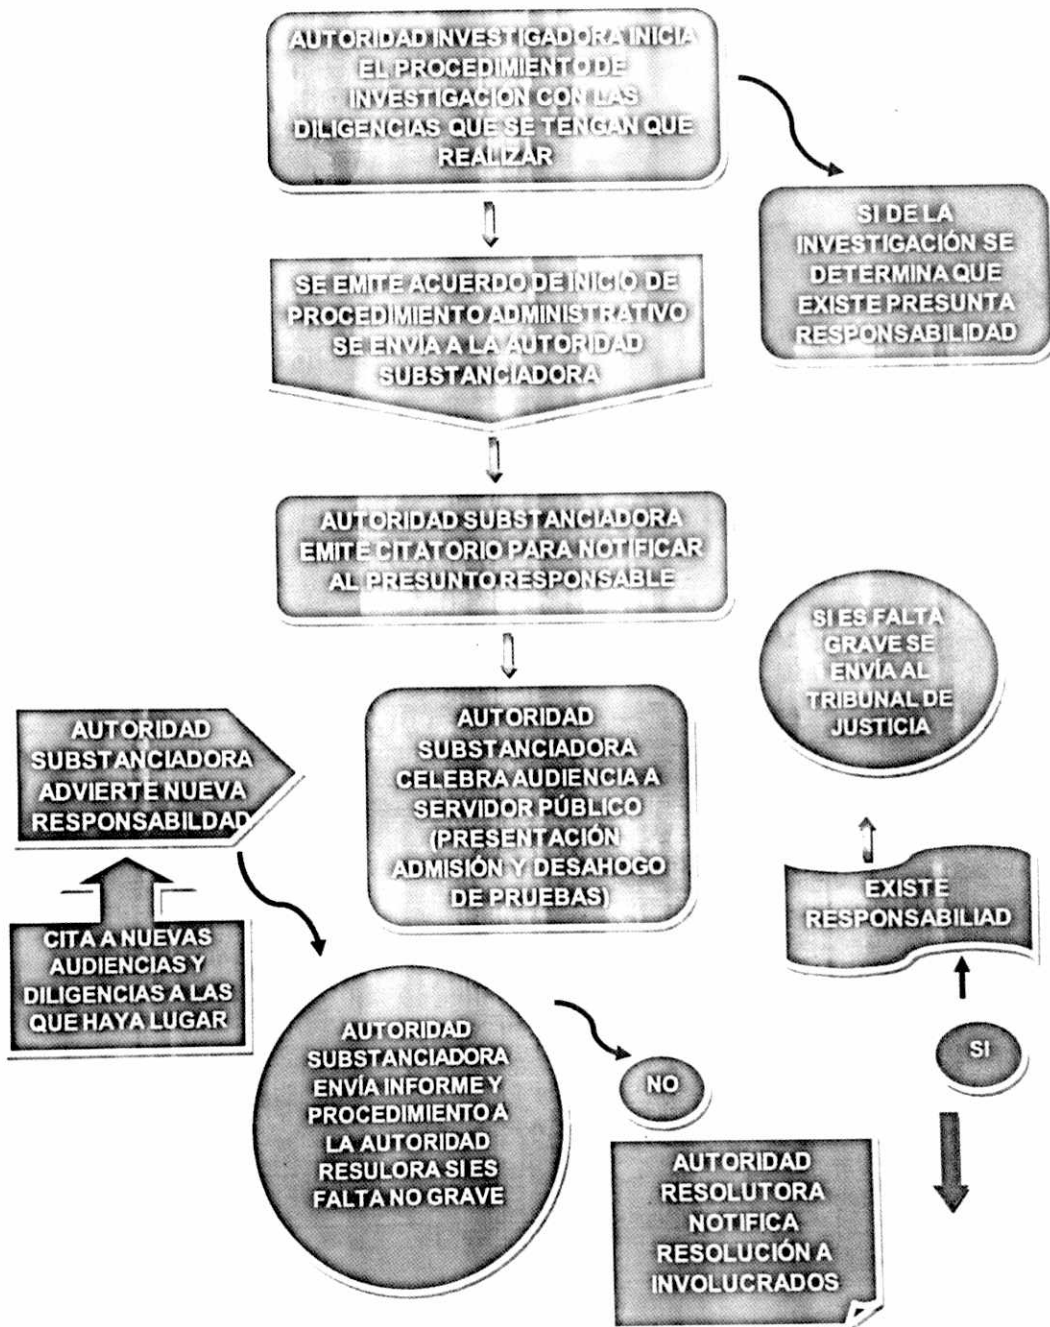 AUTORIDAD INVESTIGADORA INICIA
EL PROCEDIMIENTO DE
INVESTIGACIÓN CON LAS
DILIGENCIAS QUE SE TENGAN QUE
REALIZAR
SI DE LA
INVESTIGACIÓN SE
DETERMINA QUE
EXISTE PRESUNTA
RESPONSABILIDAD
SE EMITE ACUERDO DE INICIO DE
PROCEDIMIENTO ADMINISTRATIVO
SE ENVÍA A LA AUTORIDAD
SUBSTANCIADORA
AUTORIDAD SUBSTANCIADORA
EMITE CITATORIO PARA NOTIFICAR
AL PRESUNTO RESPONSABLE
SI ES FALTA
GRAVE SE
ENVÍA AL
TRIBUNAL DE
JUSTICIA
AUTORIDAD
SUBSTANCIADORA
CELEBRA AUDIENCIA A
SERVIDOR PÚBLICO
(PRESENTACIÓN
ADMISIÓN Y DESAHOGO
DE PRUEBAS)
AUTORIDAD
SUBSTANCIADORA
ADVIERTE NUEVA
RESPONSABILDAD
EXISTE
RESPONSABILIAD
CITA A NUEVAS
AUDIENCIAS Y
DILIGENCIAS A LAS
QUE HAYA LUGAR
AUTORIDAD
SUBSTANCIADORA
ENVÍA INFORME Y
PROCEDIMIENTO A
LA AUTORIDAD
RESULORA SI ES
FALTA NO GRAVE
NO
SI
AUTORIDAD
RESOLUTORA
NOTIFICA
RESOLUCIÓN A
INVOLUCRADOS